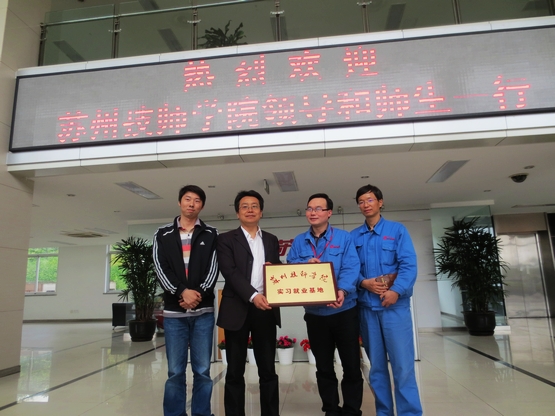 热烈欢迎
苏州技师学院领导和师生一行
苏州技师学院
实习就业基地